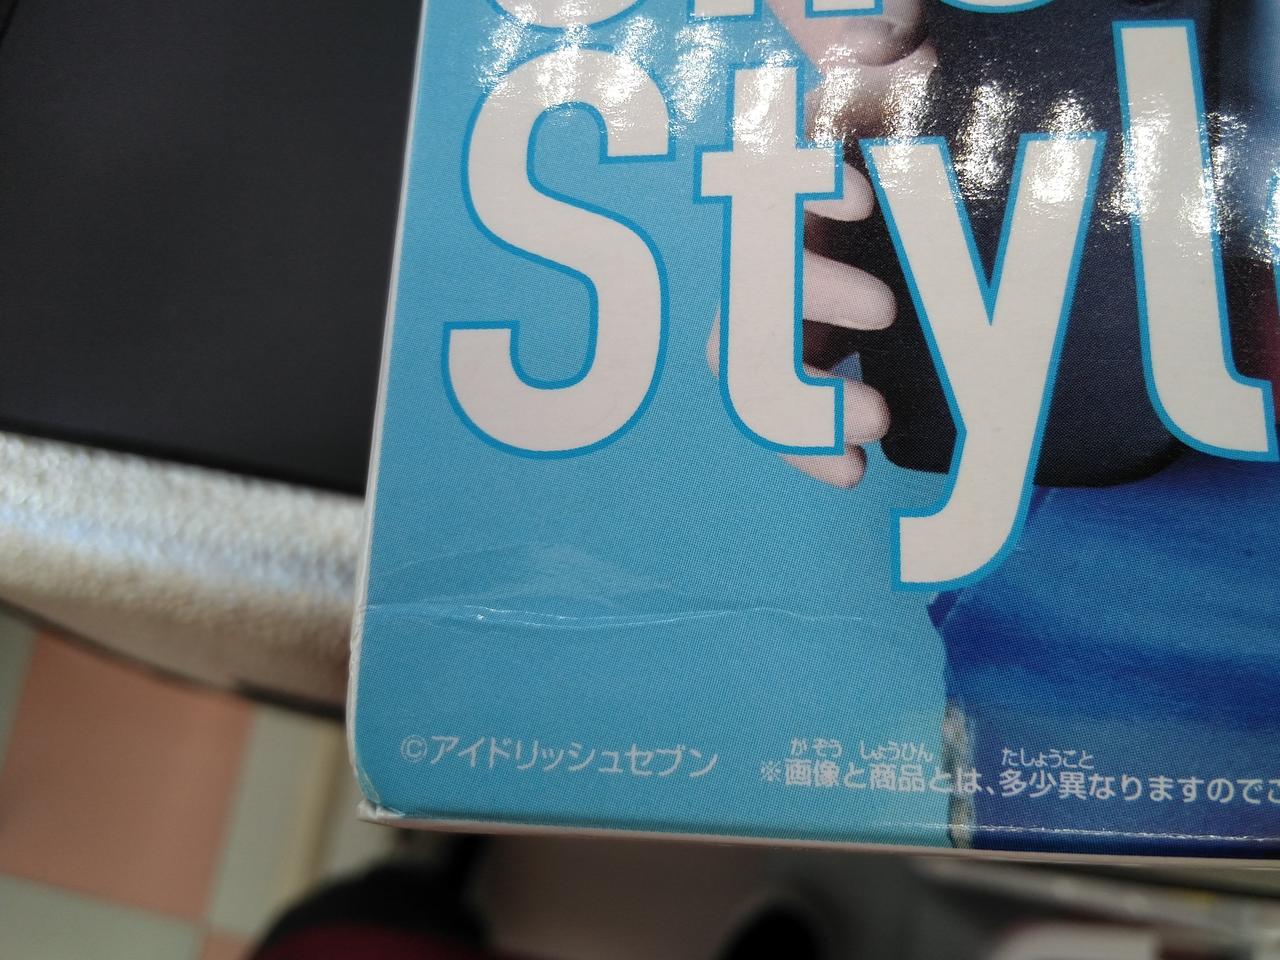 Style
©アイドリッシュセブン
がぞう しょうひん たしょうこと
※画像と商品とは、多少異なりますのでご